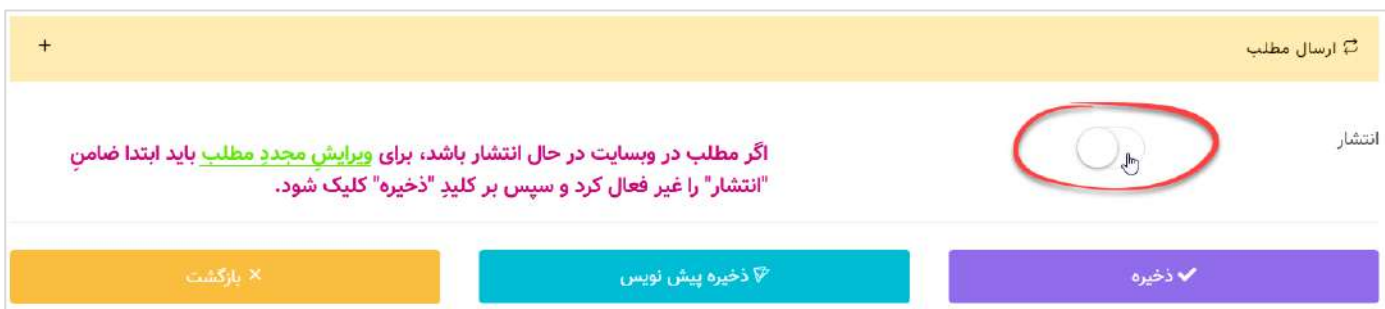 ارسال مطلب
+
انتشار
اگر مطلب در وبسایت در حال انتشار باشد، برای ویرایشِ مجددِ مطلب باید ابتدا ضامنِ
"انتشار" را غیر فعال کرد و سپس بر کلیدِ "ذخیره" کلیک شود.
ذخیره
ذخیره پیش نویس
بازگشت